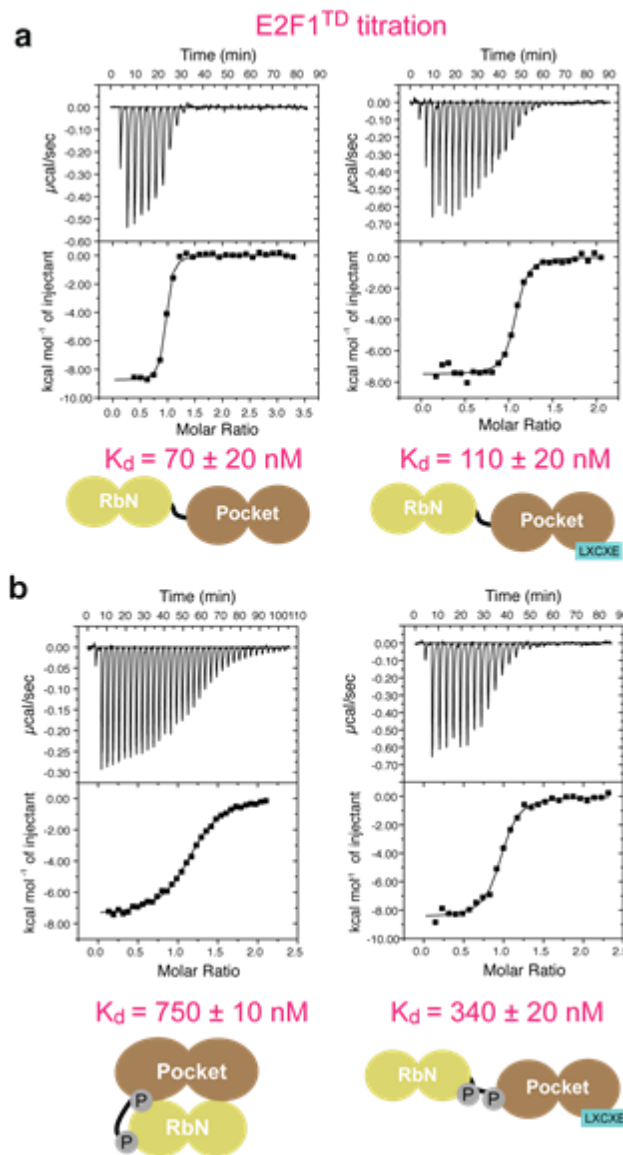 E2F1TD titration
a
Time (min)
0 10 20 30 40 50 60 70 80 90
0.00
-0.10
-0.20
-0.30
-0.40
-0.50
-0.60
µcal/sec
0.00
-2.00
-4.00
-6.00
-8.00
-10.00
kcal mol-1 of injectant
0.0 0.5 1.0 1.5 2.0 2.5 3.0 3.5
Molar Ratio
Kd = 70 ± 20 nM
RbN
Pocket
Time (min)
0 10 20 30 40 50 60 70 80 90
0.00
-0.10
-0.20
-0.30
-0.40
-0.50
-0.60
-0.70
µcal/sec
0.00
-2.00
-4.00
-6.00
-8.00
kcal mol-1 of injectant
0.0 0.5 1.0 1.5 2.0
Molar Ratio
Kd = 110 ± 20 nM
RbN
Pocket
LXCXE
b
Time (min)
0 10 20 30 40 50 60 70 80 90 100 110
0.00
-0.05
-0.10
-0.15
-0.20
-0.25
-0.30
µcal/sec
0.00
-2.00
-4.00
-6.00
-8.00
kcal mol-1 of injectant
0.0 0.5 1.0 1.5 2.0 2.5
Molar Ratio
Kd = 750 ± 10 nM
Pocket
P
P
RbN
Time (min)
0 10 20 30 40 50 60 70 80 90
0.00
-0.10
-0.20
-0.30
-0.40
-0.50
-0.60
-0.70
µcal/sec
0.00
-2.00
-4.00
-6.00
-8.00
-10.00
kcal mol-1 of injectant
0.0 0.5 1.0 1.5 2.0 2.5
Molar Ratio
Kd = 340 ± 20 nM
RbN
P P
Pocket
LXCXE